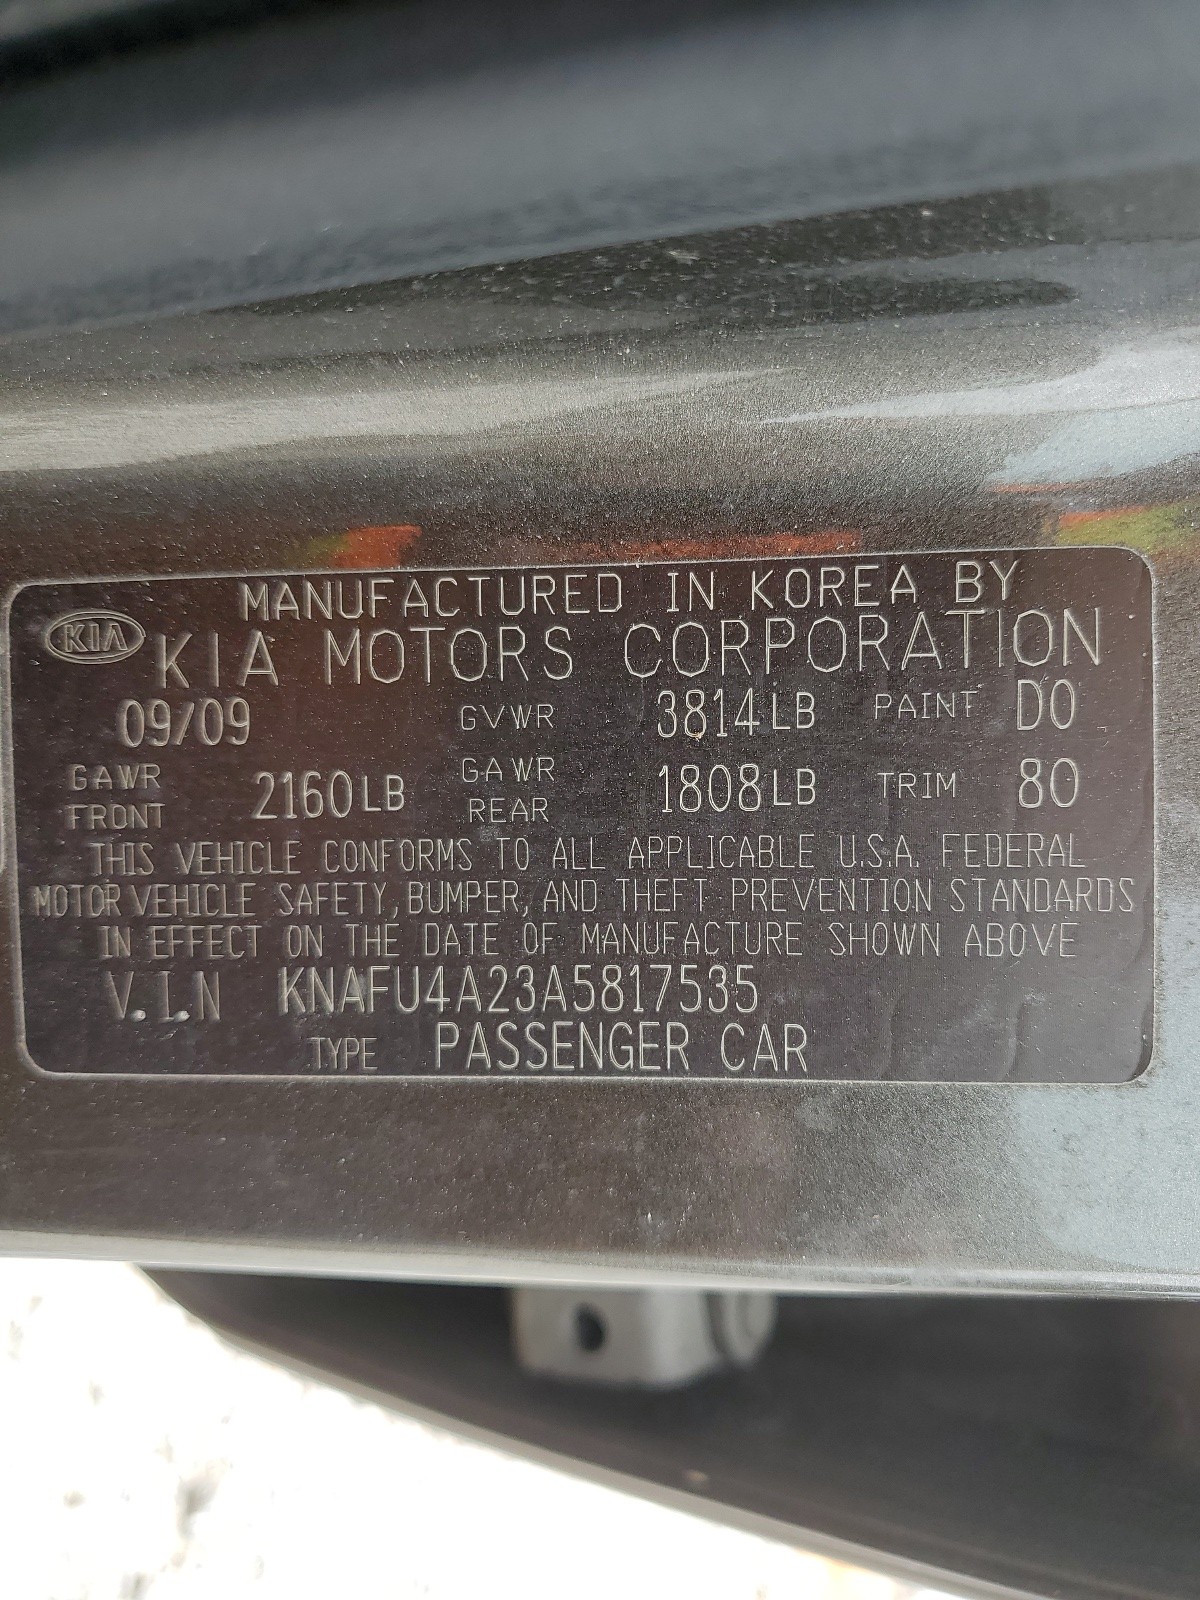 MANUFACTURED IN KOREA BY
KIA KIA MOTORS CORPORATION
09/09 GVWR 3814LB PAINT D0
GAWR FRONT 2160LB GAWR REAR 1808LB TRIM 80
THIS VEHICLE CONFORMS TO ALL APPLICABLE U.S.A. FEDERAL
MOTOR VEHICLE SAFETY, BUMPER, AND THEFT PREVENTION STANDARDS
IN EFFECT ON THE DATE OF MANUFACTURE SHOWN ABOVE
V.I.N KNAFU4A23A5817535
TYPE PASSENGER CAR